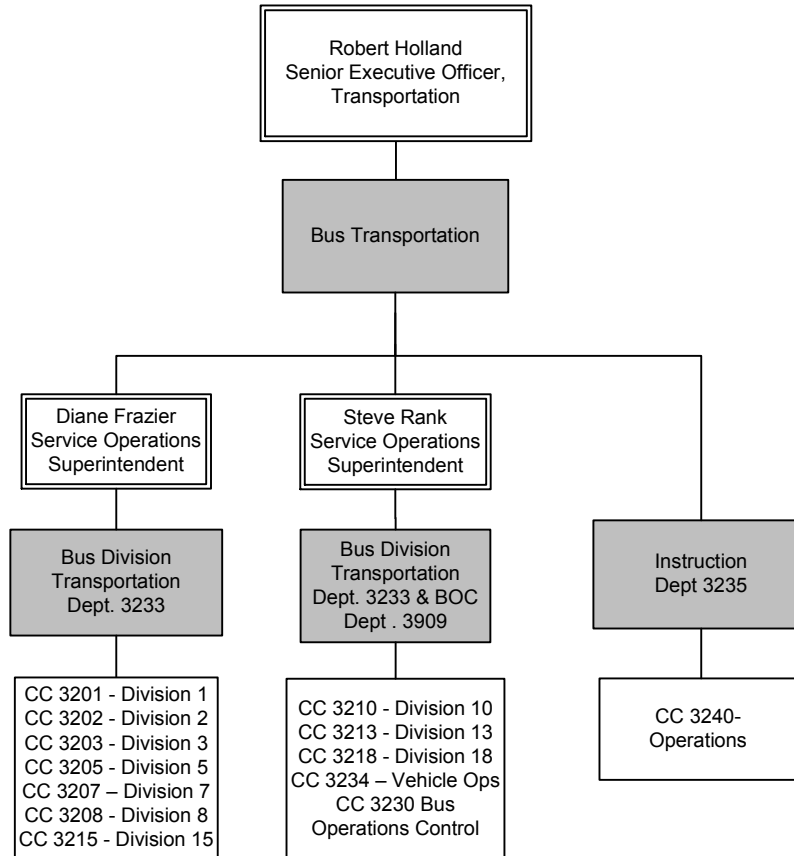 Robert Holland
Senior Executive Officer,
Transportation
Bus Transportation
Diane Frazier
Service Operations
Superintendent
Steve Rank
Service Operations
Superintendent
Bus Division
Transportation
Dept. 3233
Bus Division
Transportation
Dept. 3233 & BOC
Dept . 3909
Instruction
Dept 3235
CC 3201 - Division 1
CC 3202 – Division 2
CC 3203 - Division 3
CC 3205 - Division 5
CC 3207 – Division 7
CC 3208 - Division 8
CC 3215 - Division 15
CC 3210 - Division 10
CC 3213 - Division 13
CC 3218 - Division 18
CC 3234 – Vehicle Ops
CC 3230 Bus
Operations Control
CC 3240-
Operations